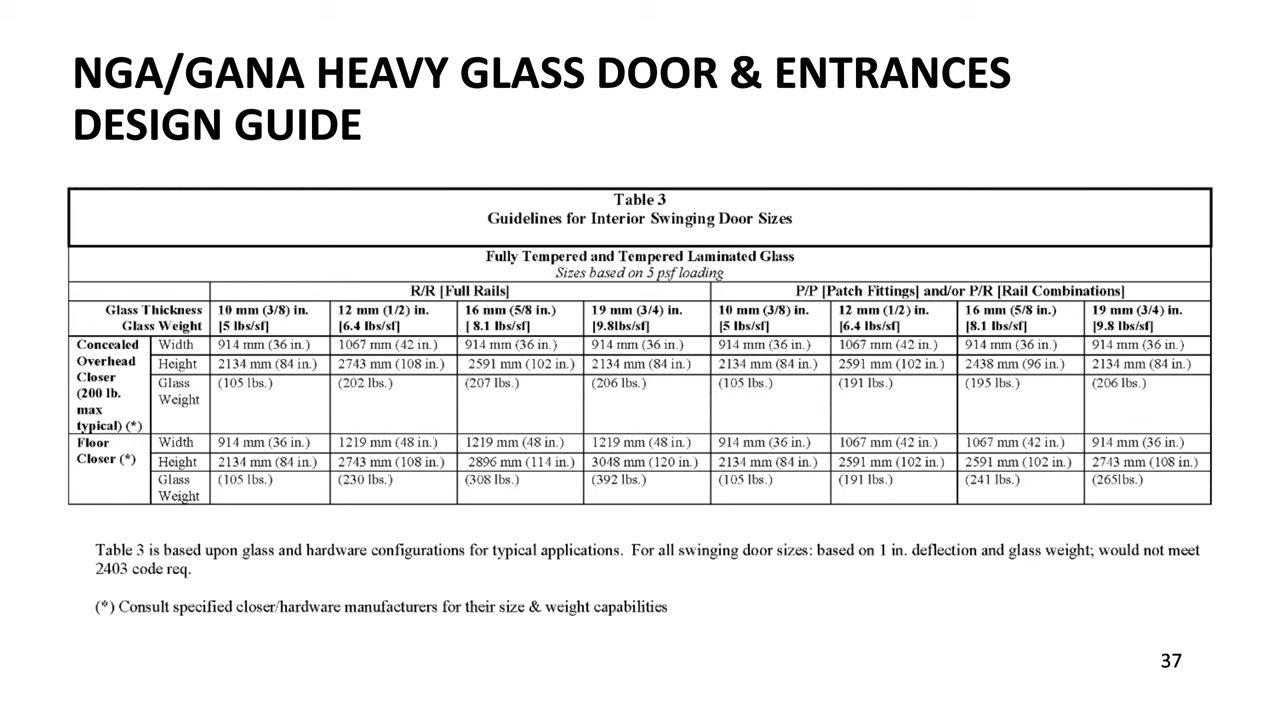 NGA/GANA HEAVY GLASS DOOR & ENTRANCES
DESIGN GUIDE
Table 3
Guidelines for Interior Swinging Door Sizes
Fully Tempered and Tempered Laminated Glass
Sizes based on 5 psf loading
R/R [Full Rails] P/P [Patch Fittings] and/or P/R [Rail Combinations]
Glass Thickness 10 mm (3/8) in. 12 mm (1/2) in. 16 mm (5/8 in.) 19 mm (3/4) in. 10 mm (3/8) in. 12 mm (1/2) in. 16 mm (5/8 in.) 19 mm (3/4) in.
Glass Weight [5 lbs/sf] [6.4 lbs/sf] [ 8.1 lbs/sf] [9.8lbs/sf] [5 lbs/sf] [6.4 lbs/sf] [8.1 lbs/sf] [9.8 lbs/sf]
Concealed Width 914 mm (36 in.) 1067 mm (42 in.) 914 mm (36 in.) 914 mm (36 in.) 914 mm (36 in.) 1067 mm (42 in.) 914 mm (36 in.) 914 mm (36 in.)
Overhead Height 2134 mm (84 in.) 2743 mm (108 in.) 2591 mm (102 in.) 2134 mm (84 in.) 2134 mm (84 in.) 2591 mm (102 in.) 2438 mm (96 in.) 2134 mm (84 in.)
Closer Glass (105 lbs.) (202 lbs.) (207 lbs.) (206 lbs.) (105 lbs.) (191 lbs.) (195 lbs.) (206 lbs.)
(200 lb. Weight
max
typical) (*)
Floor Width 914 mm (36 in.) 1219 mm (48 in.) 1219 mm (48 in.) 1219 mm (48 in.) 914 mm (36 in.) 1067 mm (42 in.) 1067 mm (42 in.) 914 mm (36 in.)
Closer (*) Height 2134 mm (84 in.) 2743 mm (108 in.) 2896 mm (114 in.) 3048 mm (120 in.) 2134 mm (84 in.) 2591 mm (102 in.) 2591 mm (102 in.) 2743 mm (108 in.)
Glass (105 lbs.) (230 lbs.) (308 lbs.) (392 lbs.) (105 lbs.) (191 lbs.) (241 lbs.) (265lbs.)
Weight
Table 3 is based upon glass and hardware configurations for typical applications. For all swinging door sizes: based on 1 in. deflection and glass weight; would not meet
2403 code req.
(*) Consult specified closer/hardware manufacturers for their size & weight capabilities
37